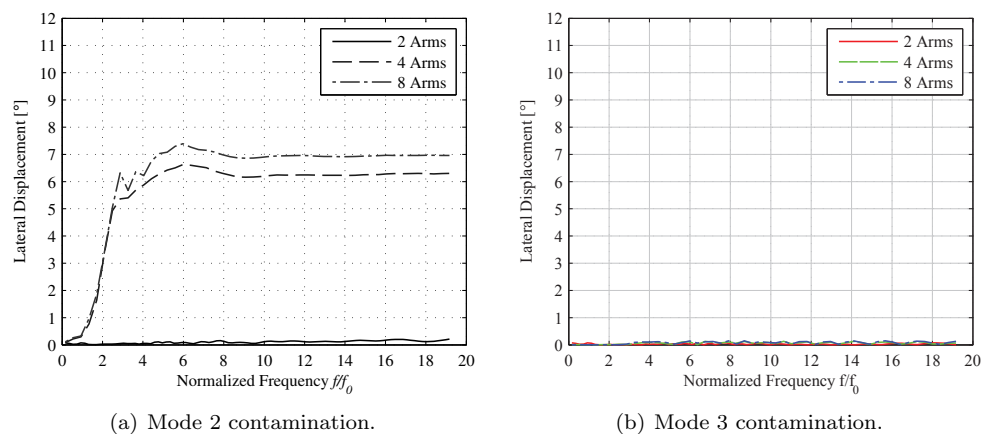 12
11
10
9
8
7
6
5
4
3
2
1
0
Lateral Displacement [°]
2 Arms
4 Arms
8 Arms
0 2 4 6 8 10 12 14 16 18 20
Normalized Frequency f/f0
(a) Mode 2 contamination.
12
11
10
9
8
7
6
5
4
3
2
1
0
Lateral Displacement [°]
2 Arms
4 Arms
8 Arms
0 2 4 6 8 10 12 14 16 18 20
Normalized Frequency f/f0
(b) Mode 3 contamination.